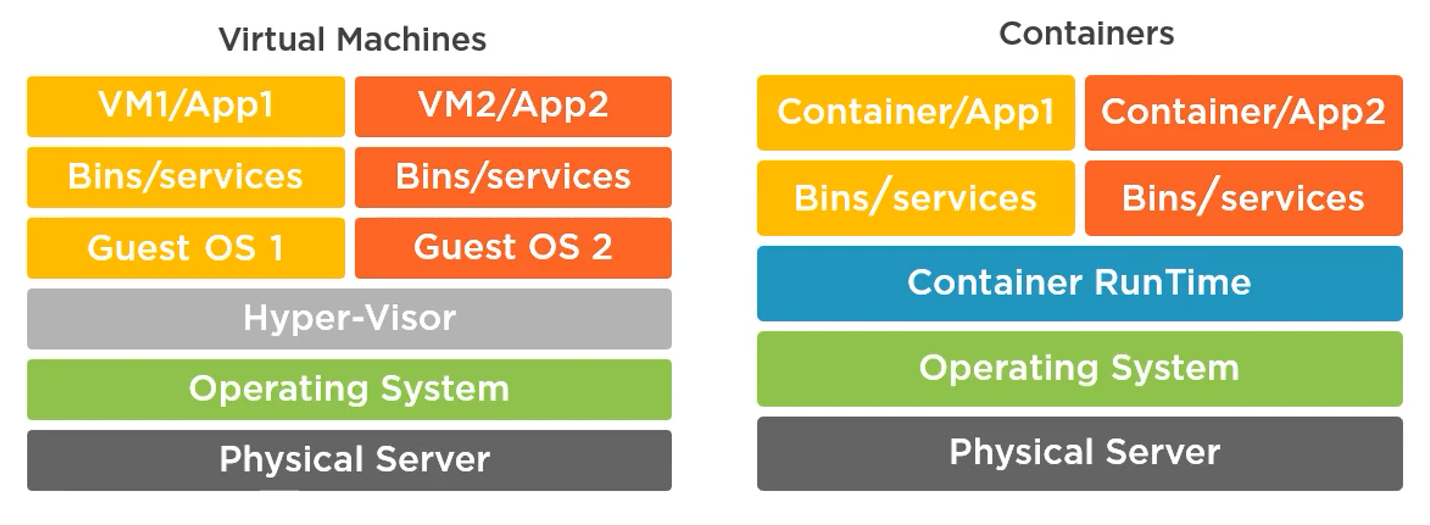 Virtual Machines
VM1/App1
VM2/App2
Bins/services
Bins/services
Guest OS 1
Guest OS 2
Hyper-Visor
Operating System
Physical Server
Containers
Container/App1
Container/App2
Bins/services
Bins/services
Container RunTime
Operating System
Physical Server